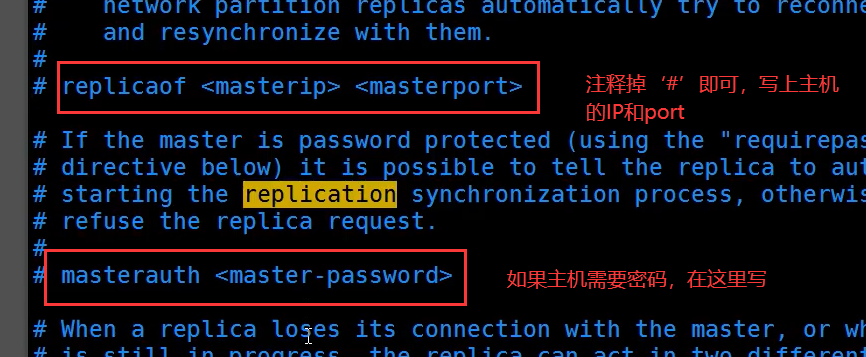 # network partition replicas automatically try to reconne
# and resynchronize with them.
#
# replicaof <masterip> <masterport>
注释掉‘#’即可，写上主机
的IP和port
# If the master is password protected (using the "requirepas
# directive below) it is possible to tell the replica to aut
# starting the replication synchronization process, otherwis
# refuse the replica request.
#
# masterauth <master-password>
如果主机需要密码，在这里写
# When a replica loses its connection with the master, or wh
# is still in progress, the replica can act in two differen